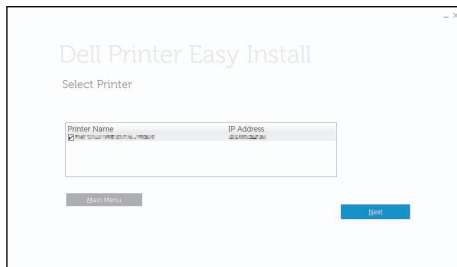 Dell Printer Easy Install
Select Printer
Printer Name IP Address
Main Menu
Next